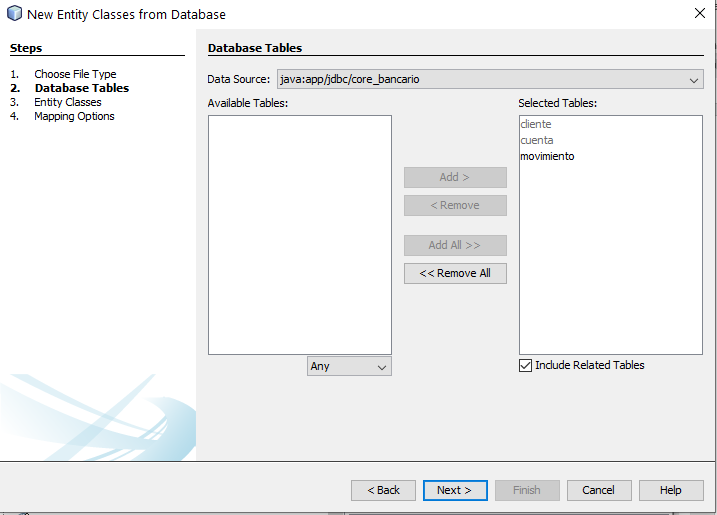 New Entity Classes from Database
Steps
1. Choose File Type
2. Database Tables
3. Entity Classes
4. Mapping Options
Database Tables
Data Source: java:app/jdbc/core_bancario
Available Tables:
Selected Tables:
cliente
cuenta
movimiento
Add >
< Remove
Add All >>
<< Remove All
Any
Include Related Tables
< Back
Next >
Finish
Cancel
Help